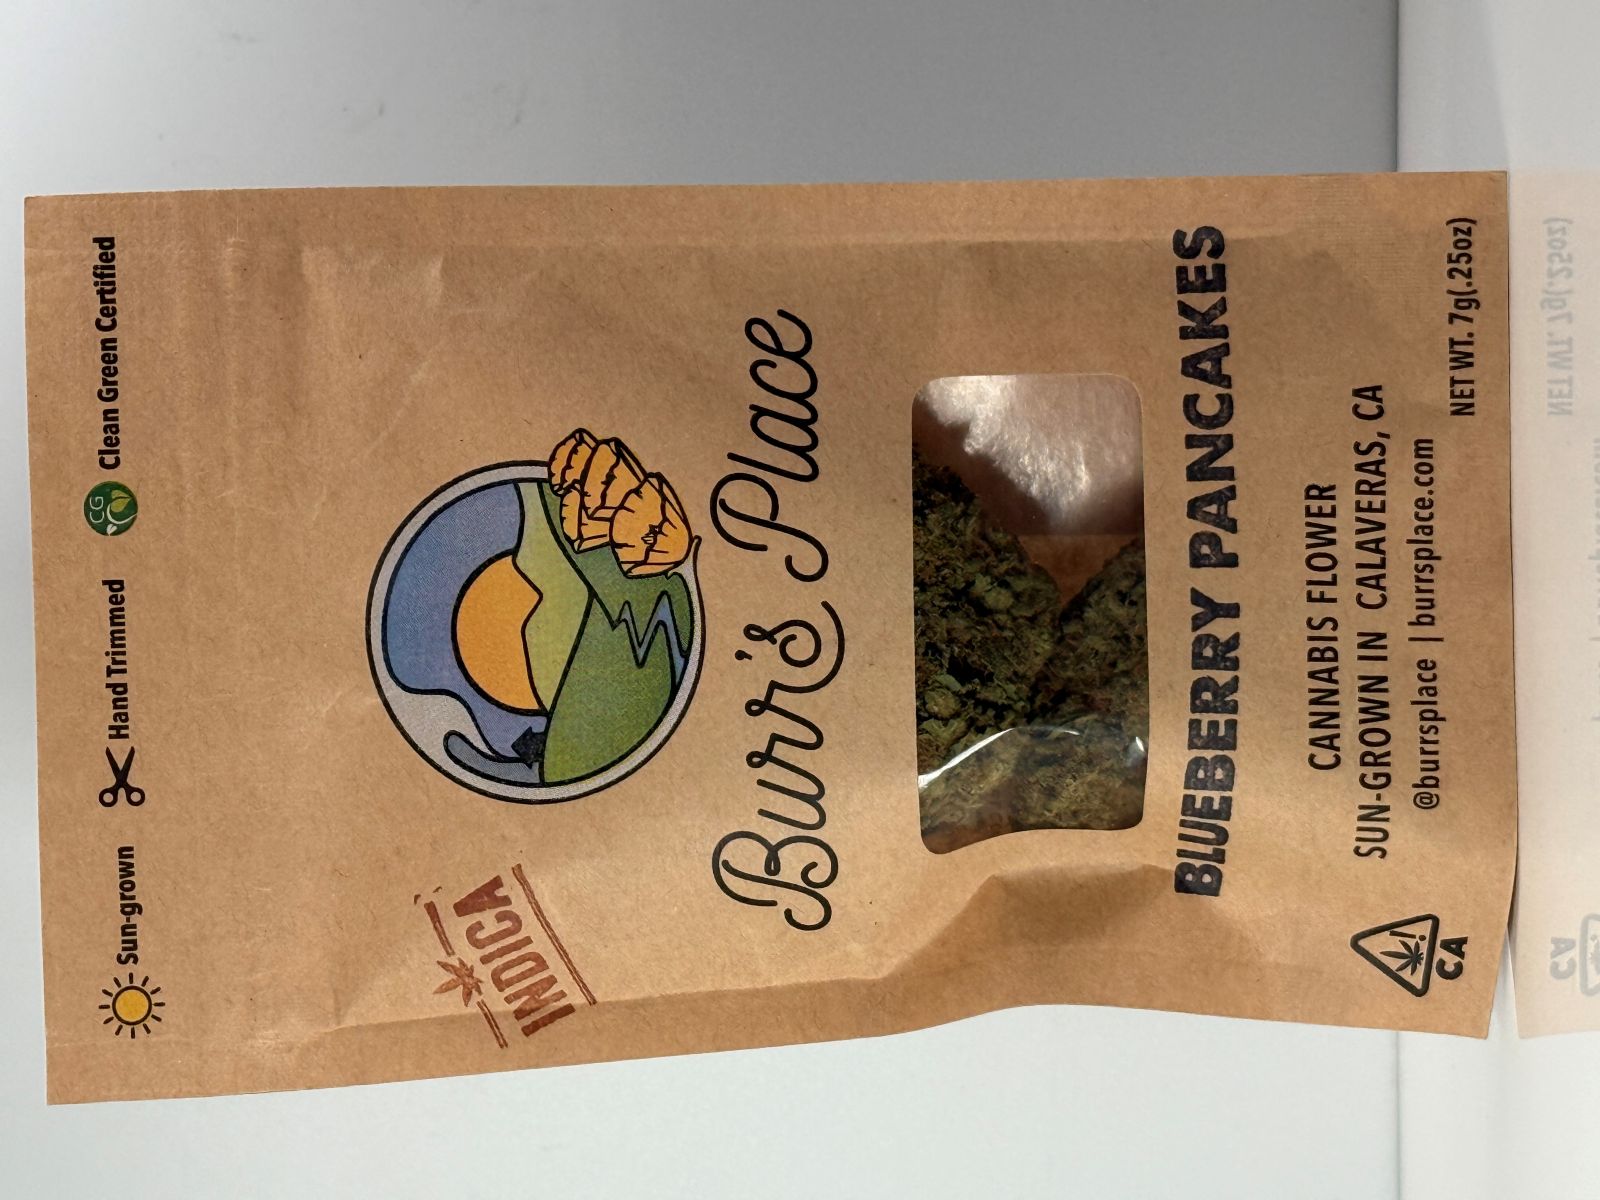 Sun-grown
Hand Trimmed
CG
Clean Green Certified
INDICA
Burr's Place
BLUEBERRY PANCAKES
CANNABIS FLOWER
SUN-GROWN IN CALAVERAS, CA
@burrsplace | burrsplace.com
CA
NET WT. 7g(.25oz)